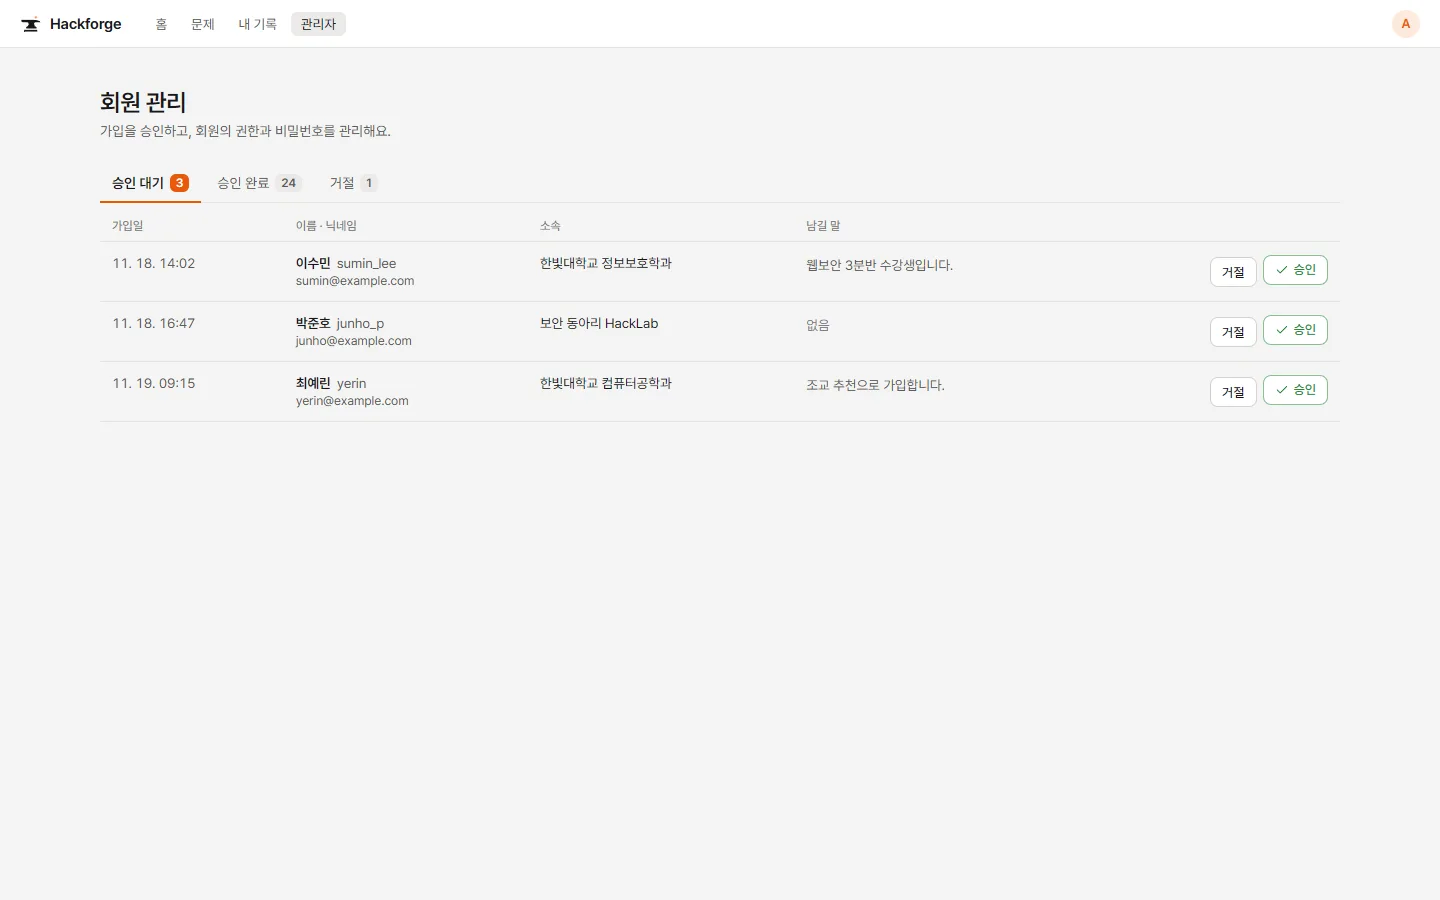 Hackforge 홈 문제 내 기록 관리자 A
회원 관리
가입을 승인하고, 회원의 권한과 비밀번호를 관리해요.
승인 대기 3 승인 완료 24 거절 1
가입일 이름 · 닉네임 소속 남길 말
11. 18. 14:02 이수민 sumin_lee 한빛대학교 정보보호학과 웹보안 3분반 수강생입니다. 거절 승인
sumin@example.com
11. 18. 16:47 박준호 junho_p 보안 동아리 HackLab 없음 거절 승인
junho@example.com
11. 19. 09:15 최예린 yerin 한빛대학교 컴퓨터공학과 조교 추천으로 가입합니다. 거절 승인
yerin@example.com